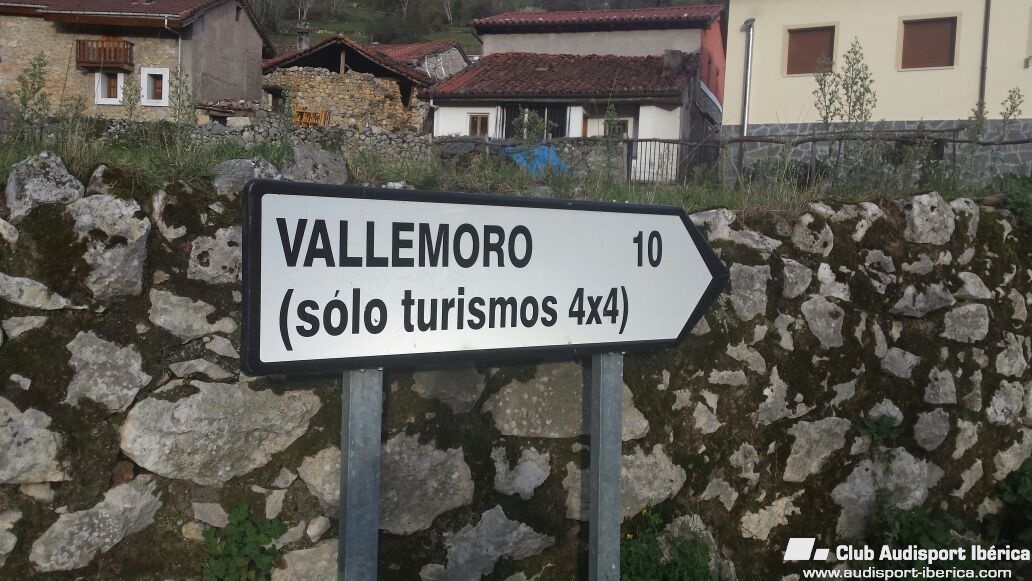 VALLEMORO 10
(sólo turismos 4x4)
Club Audisport Ibérica
www.audisport-iberica.com